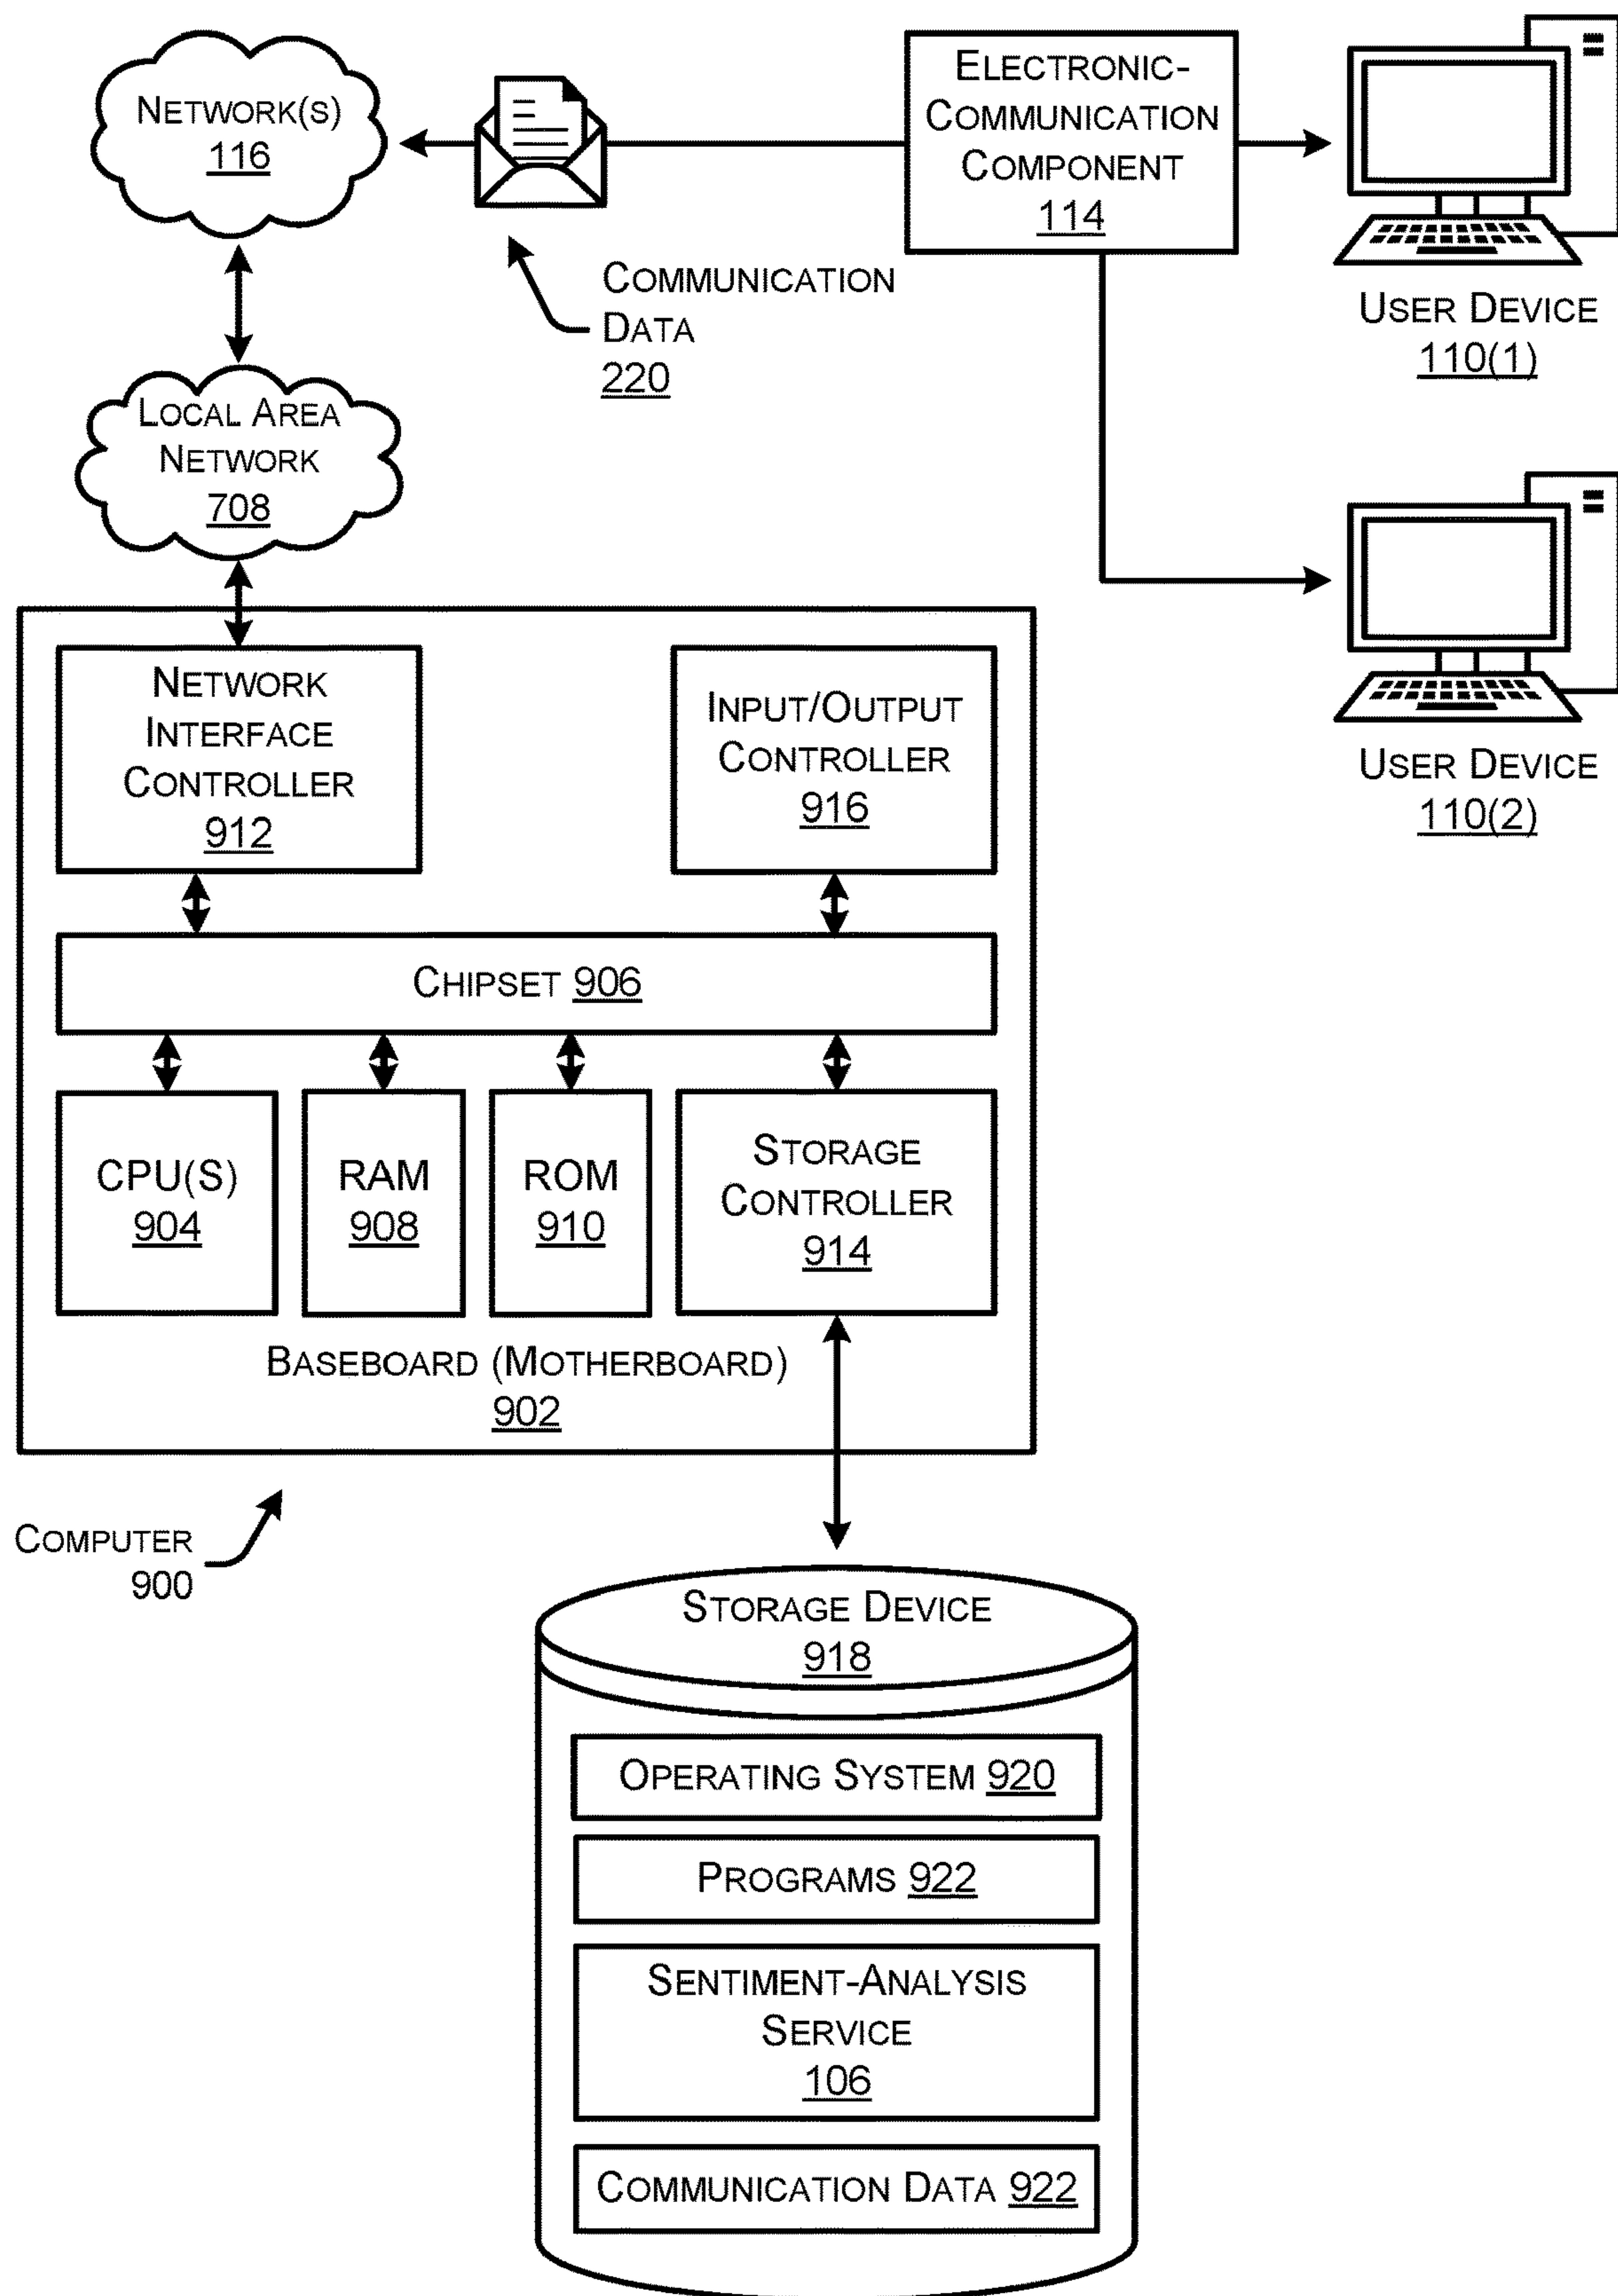 NETWORK(S)
116
ELECTRONIC-
COMMUNICATION
COMPONENT
114
COMMUNICATION
DATA
220
USER DEVICE
110(1)
LOCAL AREA
NETWORK
708
USER DEVICE
110(2)
NETWORK
INTERFACE
CONTROLLER
912
INPUT/OUTPUT
CONTROLLER
916
CHIPSET 906
CPU(S)
904
RAM
908
ROM
910
STORAGE
CONTROLLER
914
BASEBOARD (MOTHERBOARD)
902
COMPUTER
900
STORAGE DEVICE
918
OPERATING SYSTEM 920
PROGRAMS 922
SENTIMENT-ANALYSIS
SERVICE
106
COMMUNICATION DATA 922